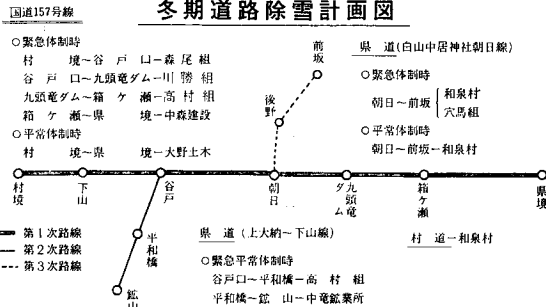 国道157号線
冬期道路除雪計画図
○緊急体制時
村　境～谷戸口－森尾組
谷戸口～九頭竜ダム－川勝組
九頭竜ダム～箱ケ瀬－高村組
箱ケ瀬～県　境－中森建設
○平常体制時
村　境～県　境－大野土木
県　道(白山中居神社朝日線)
○緊急体制時
朝日～前坂{和泉村
穴馬組
○平常体制時
朝日～前坂－和泉村
前坂
後野
村境
下山
谷戸
朝日
九頭竜ダム
箱ケ瀬
県境
平和橋
鉱山
第1次路線
第2次路線
第3次路線
県　道(上大納～下山線)
○緊急平常体制時
谷戸口～平和橋－高　村　組
平和橋～鉱　山－中竜鉱業所
村　道－和泉村